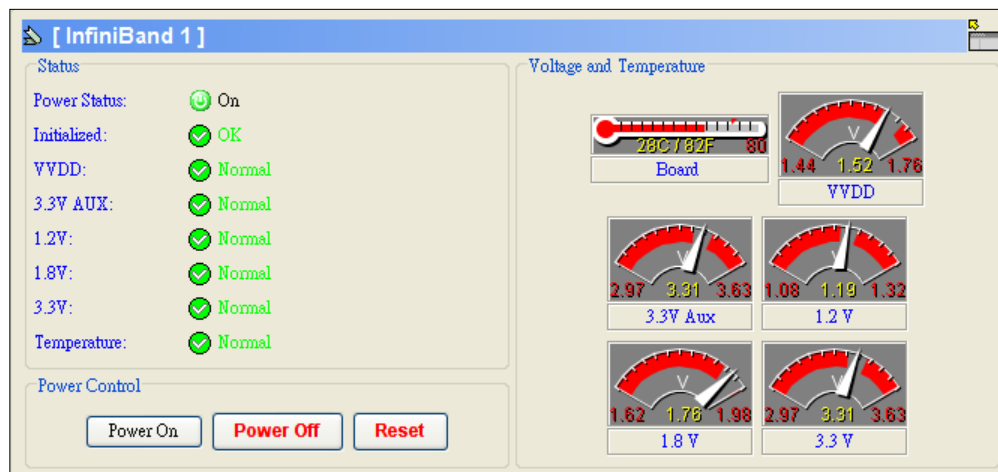 [ InfiniBand 1 ]
Status
Power Status: On
Initialized: OK
VVDD: Normal
3.3V AUX: Normal
1.2V: Normal
1.8V: Normal
3.3V: Normal
Temperature: Normal
Power Control
Power On Power Off Reset
Voltage and Temperature
28C / 82F 80
Board
V
1.44 1.52 1.76
VVDD
2.97 3.31 3.63
3.3V Aux
1.08 1.19 1.32
1.2 V
V
1.62 1.76 1.98
1.8 V
2.97 3.31 3.63
3.3 V